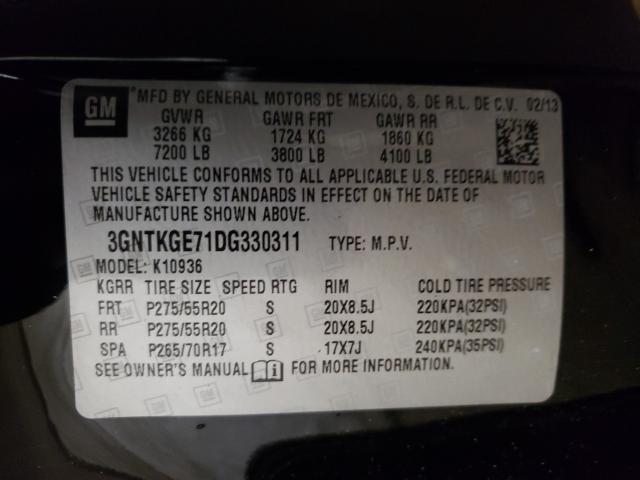 GM
*MFD BY GENERAL MOTORS DE MEXICO, S. DE R.L. DE C.V. 02/13
GVWR GAWR FRT GAWR RR
3266 KG 1724 KG 1860 KG
7200 LB 3800 LB 4100 LB
THIS VEHICLE CONFORMS TO ALL APPLICABLE U.S. FEDERAL MOTOR
VEHICLE SAFETY STANDARDS IN EFFECT ON THE DATE OF
MANUFACTURE SHOWN ABOVE.
3GNTKGE71DG330311 TYPE: M.P.V.
MODEL: K10936
KGRR TIRE SIZE SPEED RTG RIM COLD TIRE PRESSURE
FRT P275/55R20 S 20X8.5J 220KPA(32PSI)
RR P275/55R20 S 20X8.5J 220KPA(32PSI)
SPA P265/70R17 S 17X7J 240KPA(35PSI)
SEE OWNER'S MANUAL FOR MORE INFORMATION.